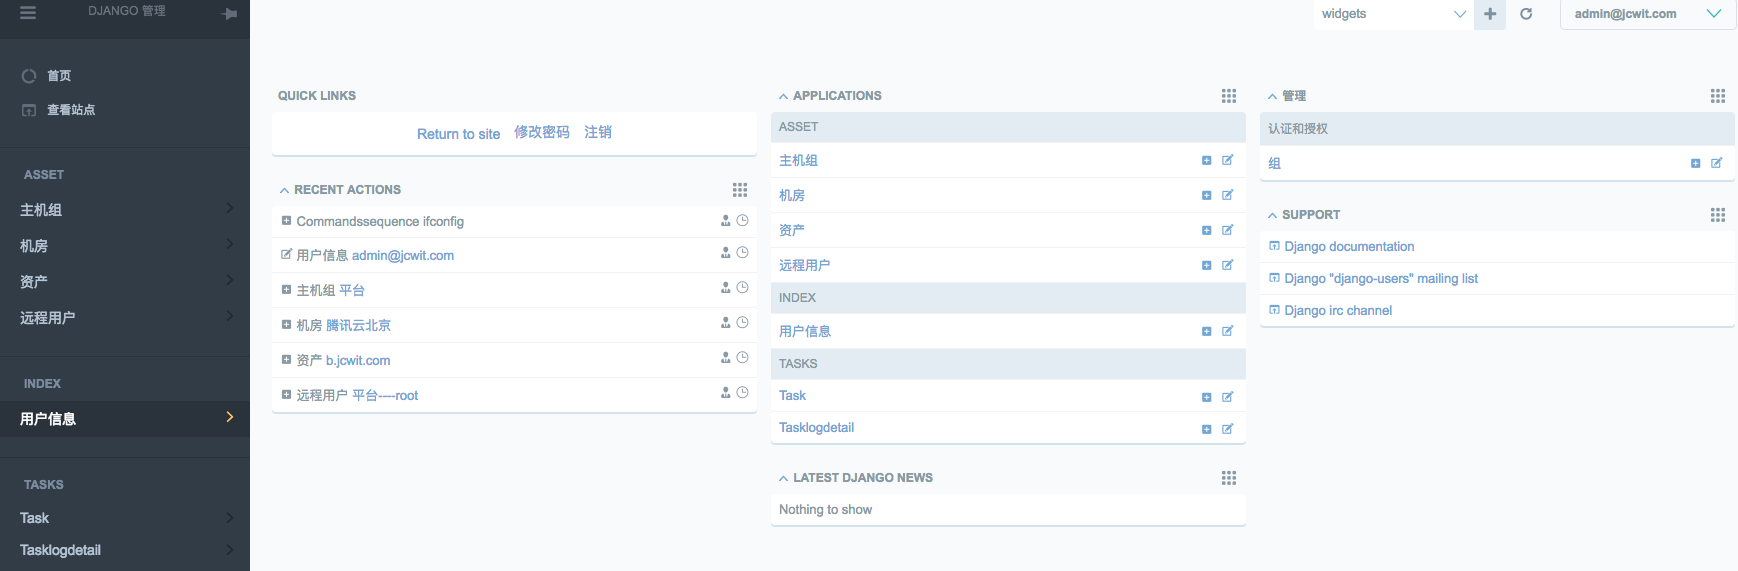 DJANGO 管理
首页
查看站点
ASSET
主机组
机房
资产
远程用户
INDEX
用户信息
TASKS
Task
Tasklogdetail
widgets
admin@jcwit.com
QUICK LINKS
Return to site 修改密码 注销
RECENT ACTIONS
Commandssequence ifconfig
用户信息 admin@jcwit.com
主机组 平台
机房 腾讯云北京
资产 b.jcwit.com
远程用户 平台----root
APPLICATIONS
ASSET
主机组
机房
资产
远程用户
INDEX
用户信息
TASKS
Task
Tasklogdetail
LATEST DJANGO NEWS
Nothing to show
管理
认证和授权
组
SUPPORT
Django documentation
Django "django-users" mailing list
Django irc channel